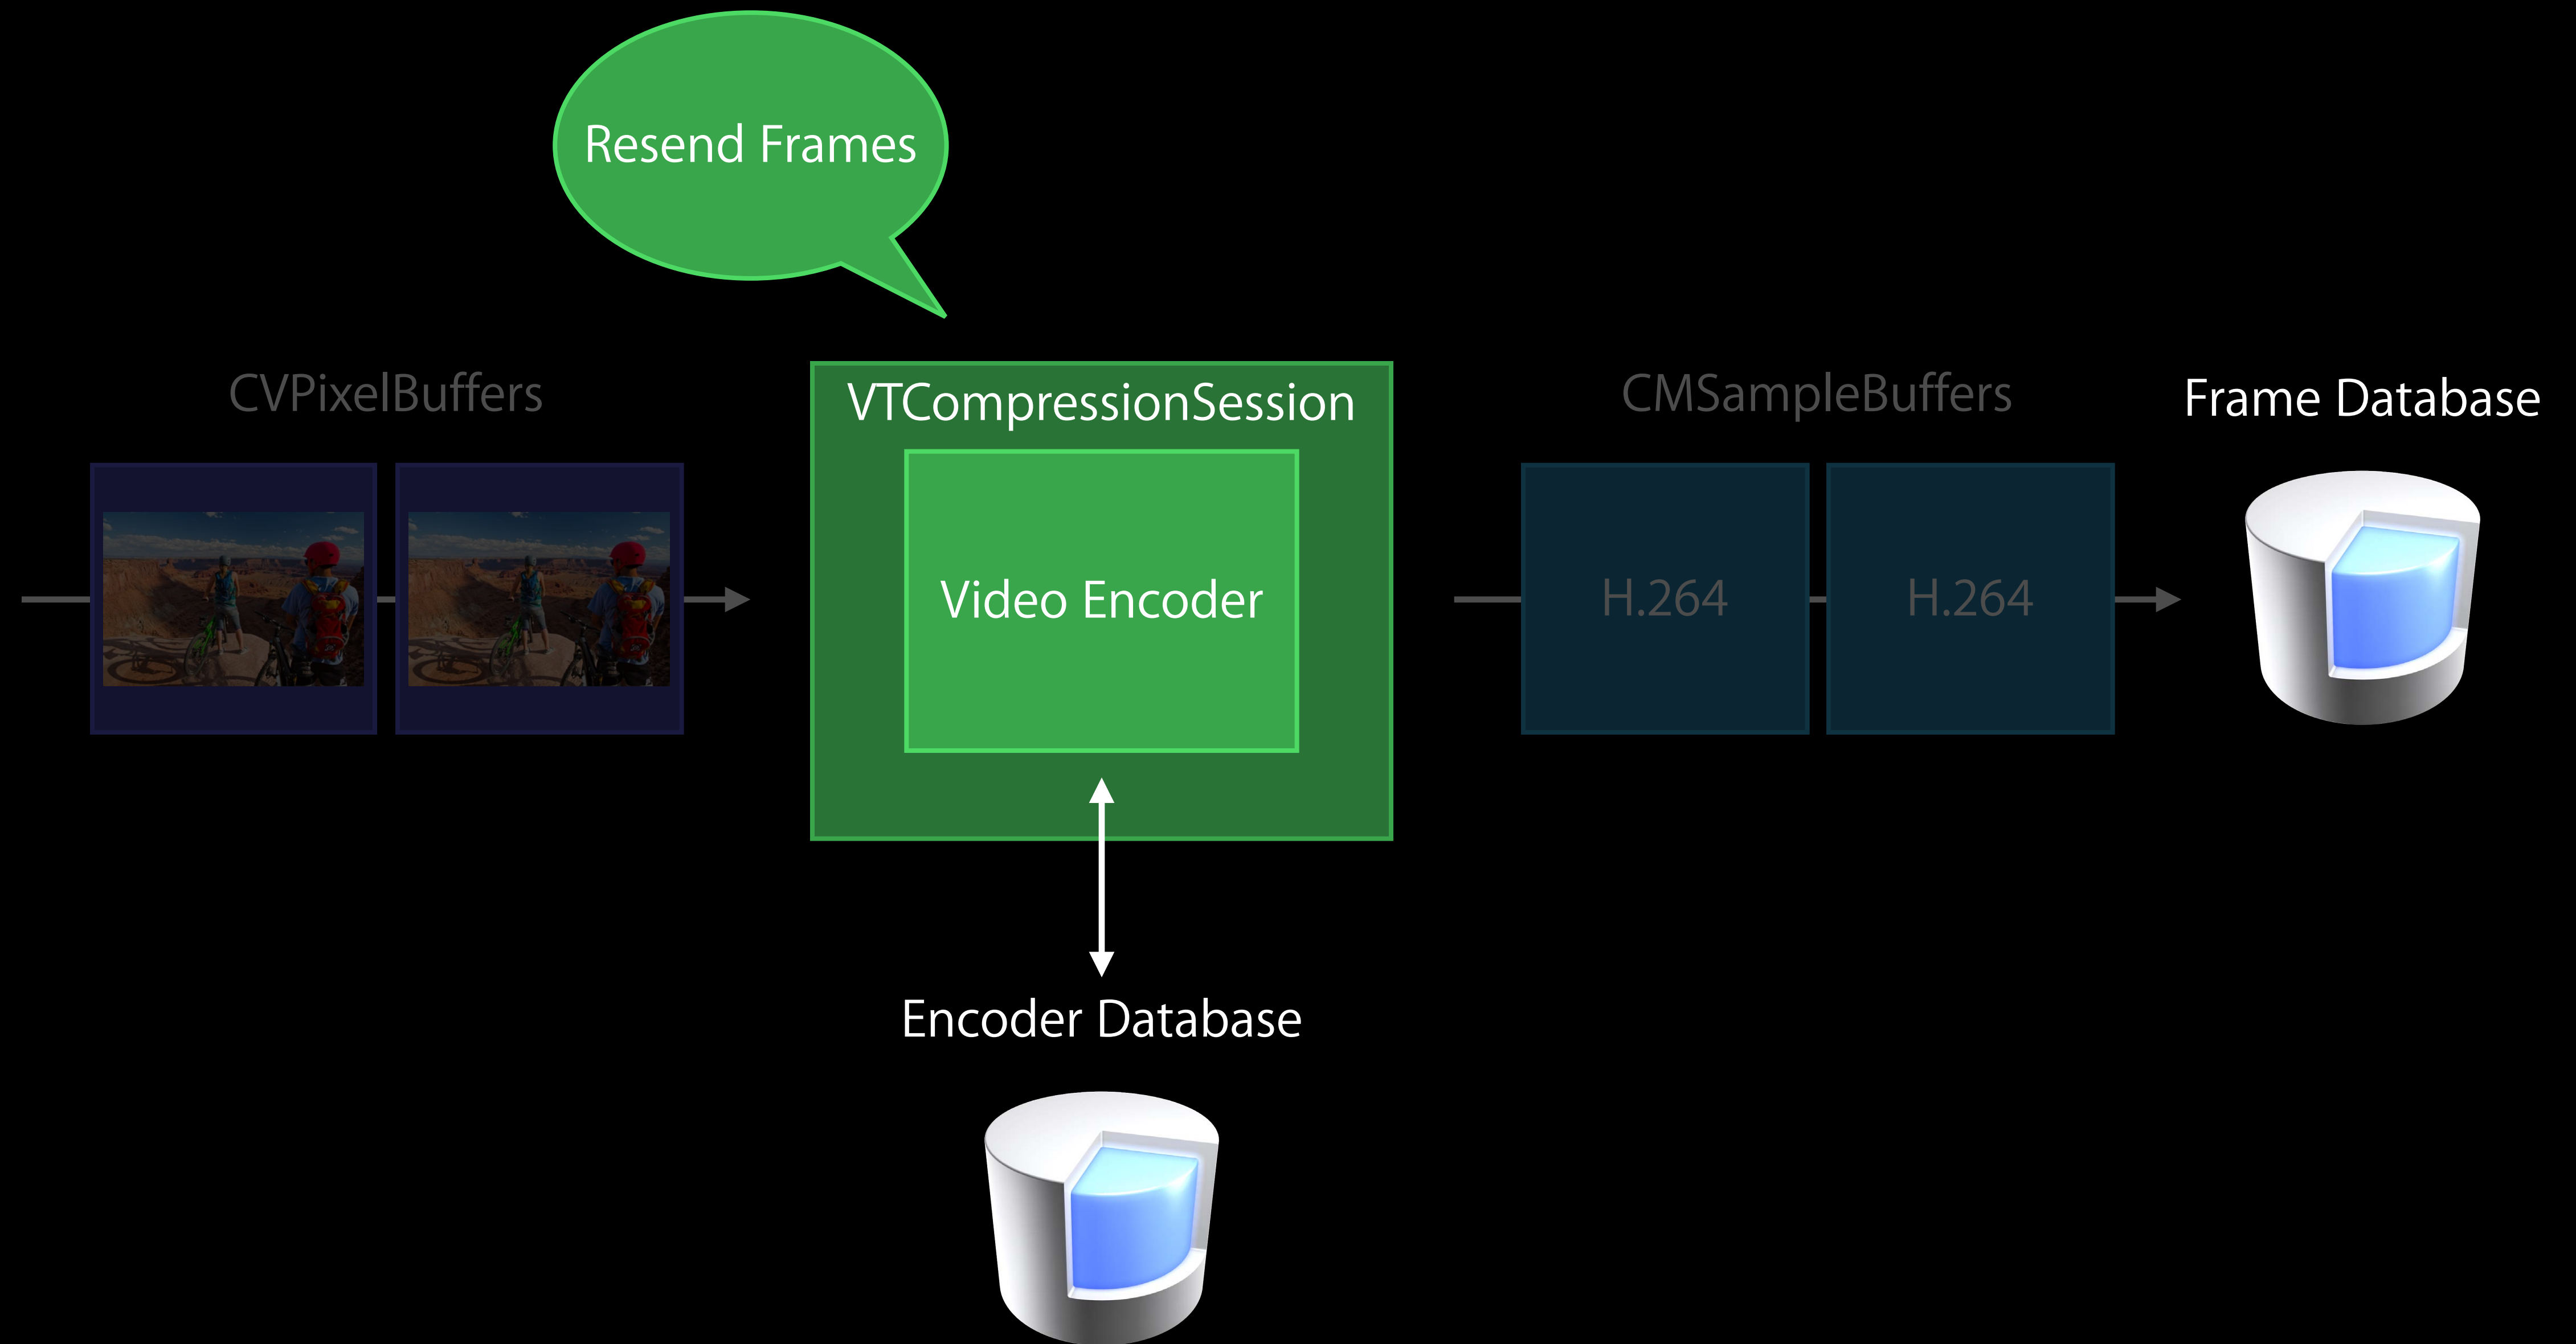 Resend Frames
CVPixelBuffers
VTCompressionSession
CMSampleBuffers
Frame Database
Video Encoder
H.264
H.264
Encoder Database